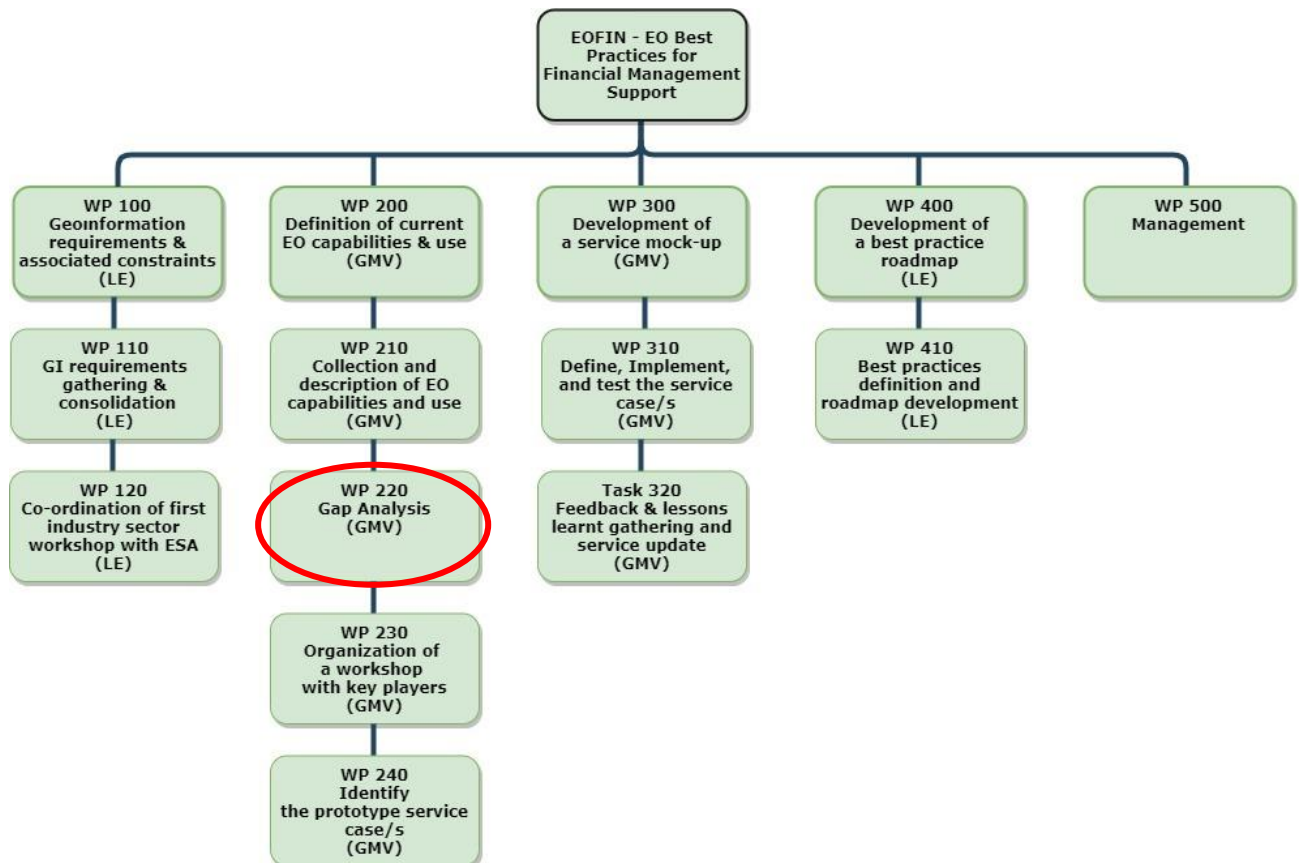 EOFIN - EO Best
Practices for
Financial Management
Support
WP 100
Geoinformation
requirements &
associated constraints
(LE)
WP 200
Definition of current
EO capabilities & use
(GMV)
WP 300
Development of
a service mock-up
(GMV)
WP 400
Development of
a best practice
roadmap
(LE)
WP 500
Management
WP 110
GI requirements
gathering &
consolidation
(LE)
WP 210
Collection and
description of EO
capabilities and use
(GMV)
WP 310
Define, Implement,
and test the service
case/s
(GMV)
WP 410
Best practices
definition and
roadmap development
(LE)
WP 120
Co-ordination of first
industry sector
workshop with ESA
(LE)
WP 220
Gap Analysis
(GMV)
Task 320
Feedback & lessons
learnt gathering and
service update
(GMV)
WP 230
Organization of
a workshop
with key players
(GMV)
WP 240
Identify
the prototype service
case/s
(GMV)